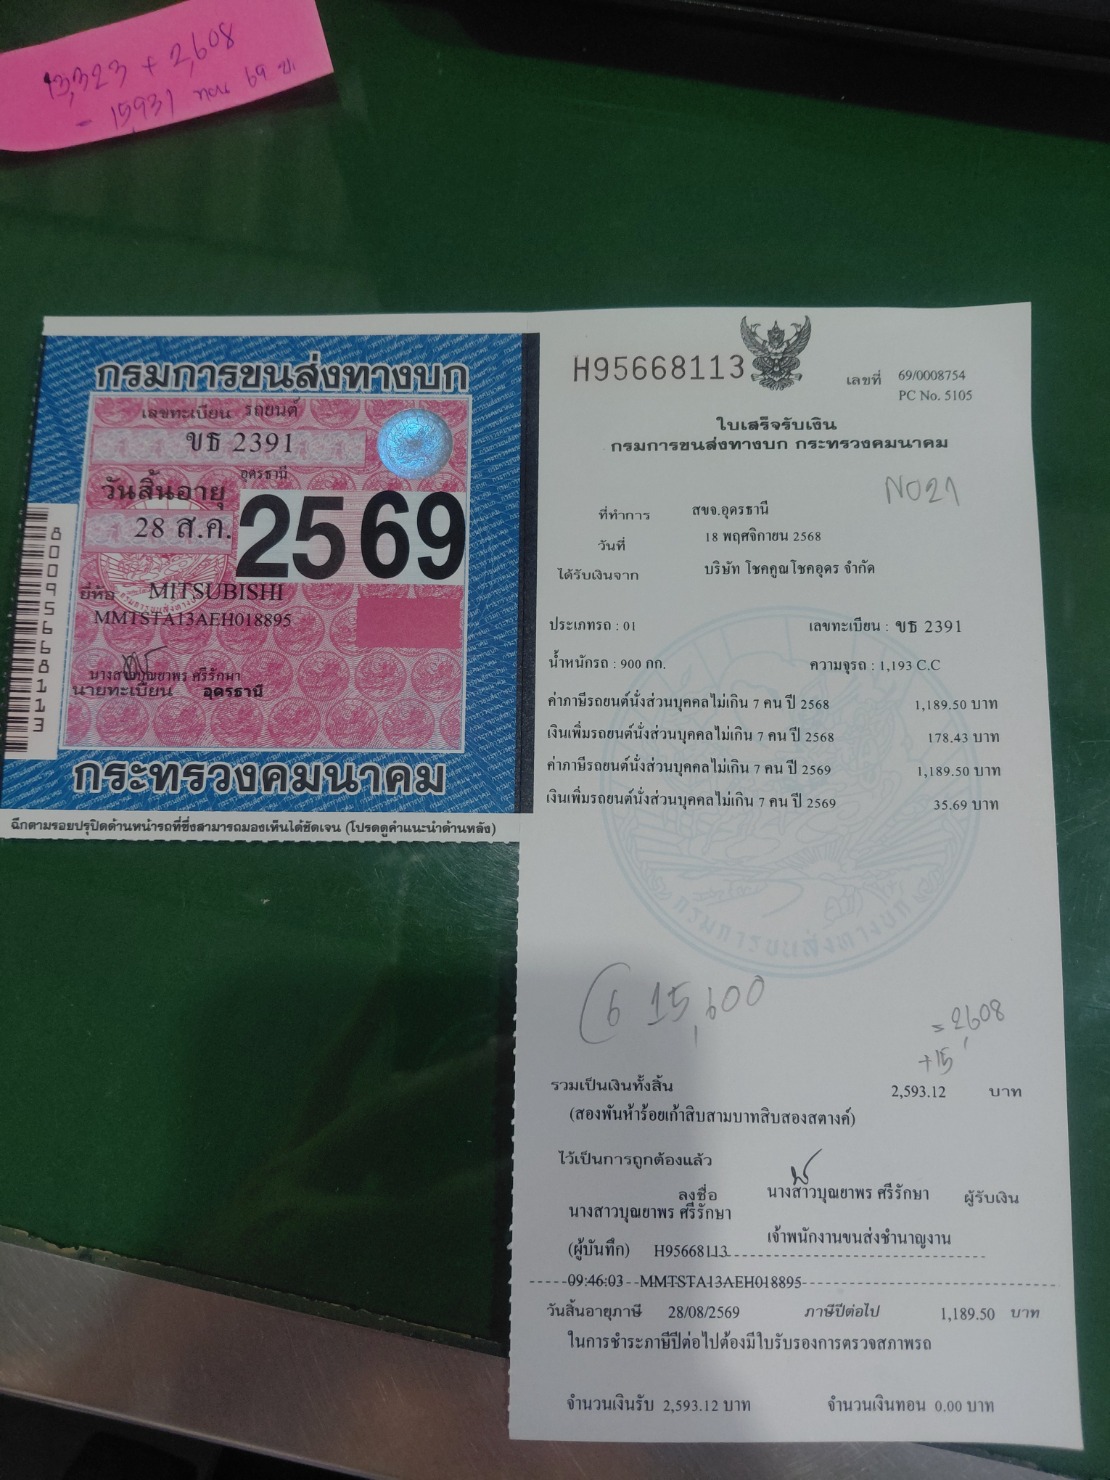 13,323 + 2,608
= 15,931 ทอน 69 บ.
กรมการขนส่งทางบก
เลขทะเบียน รถยนต์
ขธ 2391
อุดรธานี
วันสิ้นอายุ
28 ส.ค. 2569
ยี่ห้อ MITSUBISHI
MMTSTA13AEH018895
นางสาวบุณยาพร ศรีรักษา
นายทะเบียน อุดรธานี
80095668113
กระทรวงคมนาคม
ฉีกตามรอยปรุปิดด้านหน้ารถที่ซึ่งสามารถมองเห็นได้ชัดเจน (โปรดดูคำแนะนำด้านหลัง)
H95668113
เลขที่ 69/0008754
PC No. 5105
ใบเสร็จรับเงิน
กรมการขนส่งทางบก กระทรวงคมนาคม
NO21
ที่ทำการ สขจ.อุดรธานี
วันที่ 18 พฤศจิกายน 2568
ได้รับเงินจาก บริษัท โชคคูณโชคอุดร จำกัด
ประเภทรถ : 01 เลขทะเบียน : ขธ 2391
น้ำหนักรถ : 900 กก. ความจุรถ : 1,193 C.C
ค่าภาษีรถยนต์นั่งส่วนบุคคลไม่เกิน 7 คน ปี 2568 1,189.50 บาท
เงินเพิ่มรถยนต์นั่งส่วนบุคคลไม่เกิน 7 คน ปี 2568 178.43 บาท
ค่าภาษีรถยนต์นั่งส่วนบุคคลไม่เกิน 7 คน ปี 2569 1,189.50 บาท
เงินเพิ่มรถยนต์นั่งส่วนบุคคลไม่เกิน 7 คน ปี 2569 35.69 บาท
กรมการขนส่งทางบก
15,600
= 2,608
+15
รวมเป็นเงินทั้งสิ้น 2,593.12 บาท
(สองพันห้าร้อยเก้าสิบสามบาทสิบสองสตางค์)
ไว้เป็นการถูกต้องแล้ว
ลงชื่อ นางสาวบุณยาพร ศรีรักษา ผู้รับเงิน
นางสาวบุณยาพร ศรีรักษา
เจ้าพนักงานขนส่งชำนาญงาน
(ผู้บันทึก) H95668113
09:46:03 MMTSTA13AEH018895
วันสิ้นอายุภาษี 28/08/2569 ภาษีปีต่อไป 1,189.50 บาท
ในการชำระภาษีปีต่อไปต้องมีใบรับรองการตรวจสภาพรถ
จำนวนเงินรับ 2,593.12 บาท จำนวนเงินทอน 0.00 บาท